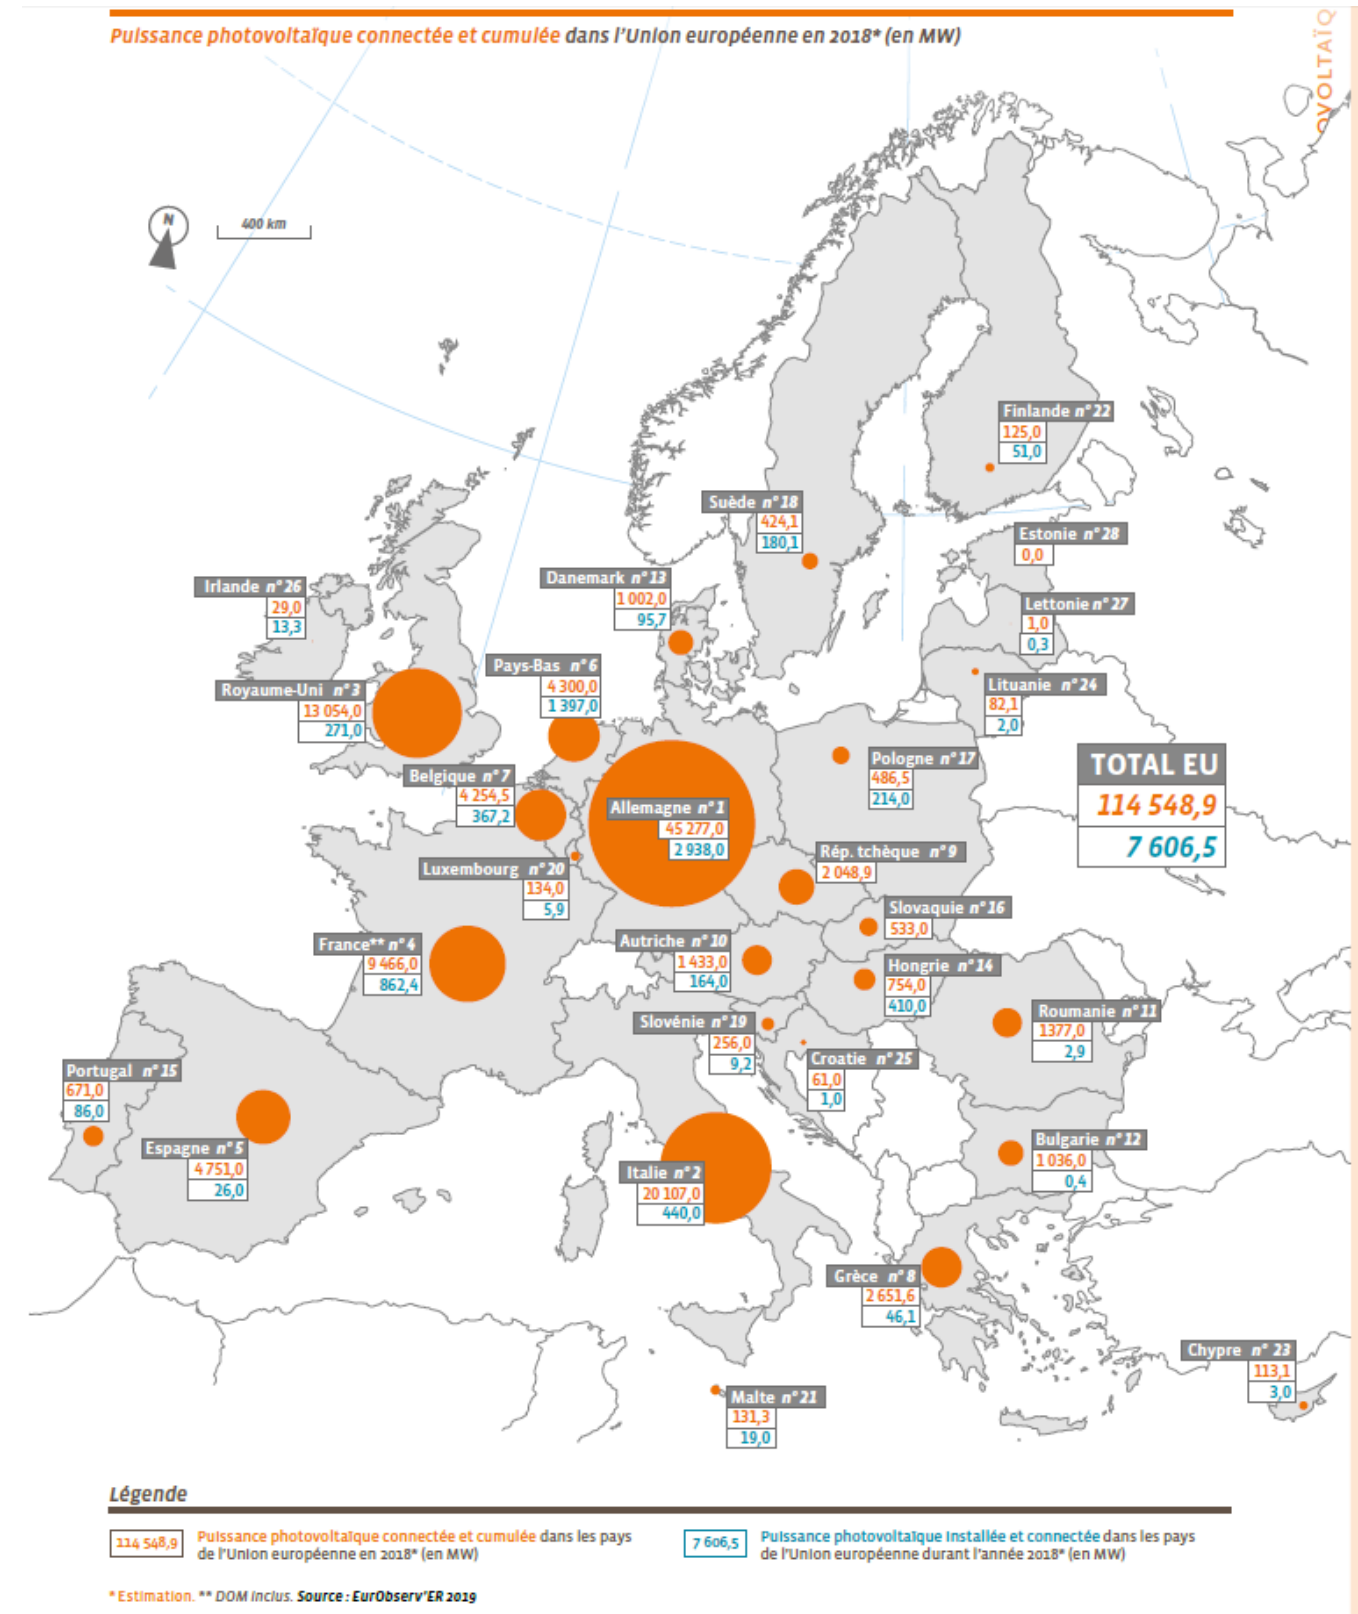 Puissance photovoltaïque connectée et cumulée dans l'Union européenne en 2018* (en MW)
OVOLTAÏQ
N
400 km
Finlande n° 22
125,0
51,0
Suède n° 18
424,1
180,1
Estonie n° 28
0,0
Danemark n° 13
1 002,0
95,7
Irlande n° 26
29,0
13,3
Lettonie n° 27
1,0
0,3
Pays-Bas n° 6
4 300,0
1 397,0
Royaume-Uni n° 3
13 054,0
271,0
Lituanie n° 24
82,1
2,0
Pologne n° 17
486,5
214,0
TOTAL EU
114 548,9
7 606,5
Belgique n° 7
4 254,5
367,2
Allemagne n° 1
45 277,0
2 938,0
Rép. tchèque n° 9
2 048,9
Luxembourg n° 20
134,0
5,9
Slovaquie n° 16
533,0
France** n° 4
9 466,0
862,4
Autriche n° 10
1 433,0
164,0
Hongrie n° 14
754,0
410,0
Slovénie n° 19
256,0
9,2
Roumanie n° 11
1377,0
2,9
Croatie n° 25
61,0
1,0
Portugal n° 15
671,0
86,0
Espagne n° 5
4 751,0
26,0
Bulgarie n° 12
1 036,0
0,4
Italie n° 2
20 107,0
440,0
Grèce n° 8
2 651,6
46,1
Chypre n° 23
113,1
3,0
Malte n° 21
131,3
19,0
Légende
114 548,9
Puissance photovoltaïque connectée et cumulée dans les pays
de l'Union européenne en 2018* (en MW)
7 606,5
Puissance photovoltaïque installée et connectée dans les pays
de l'Union européenne durant l'année 2018* (en MW)
* Estimation. ** DOM inclus. Source : EurObserv'ER 2019